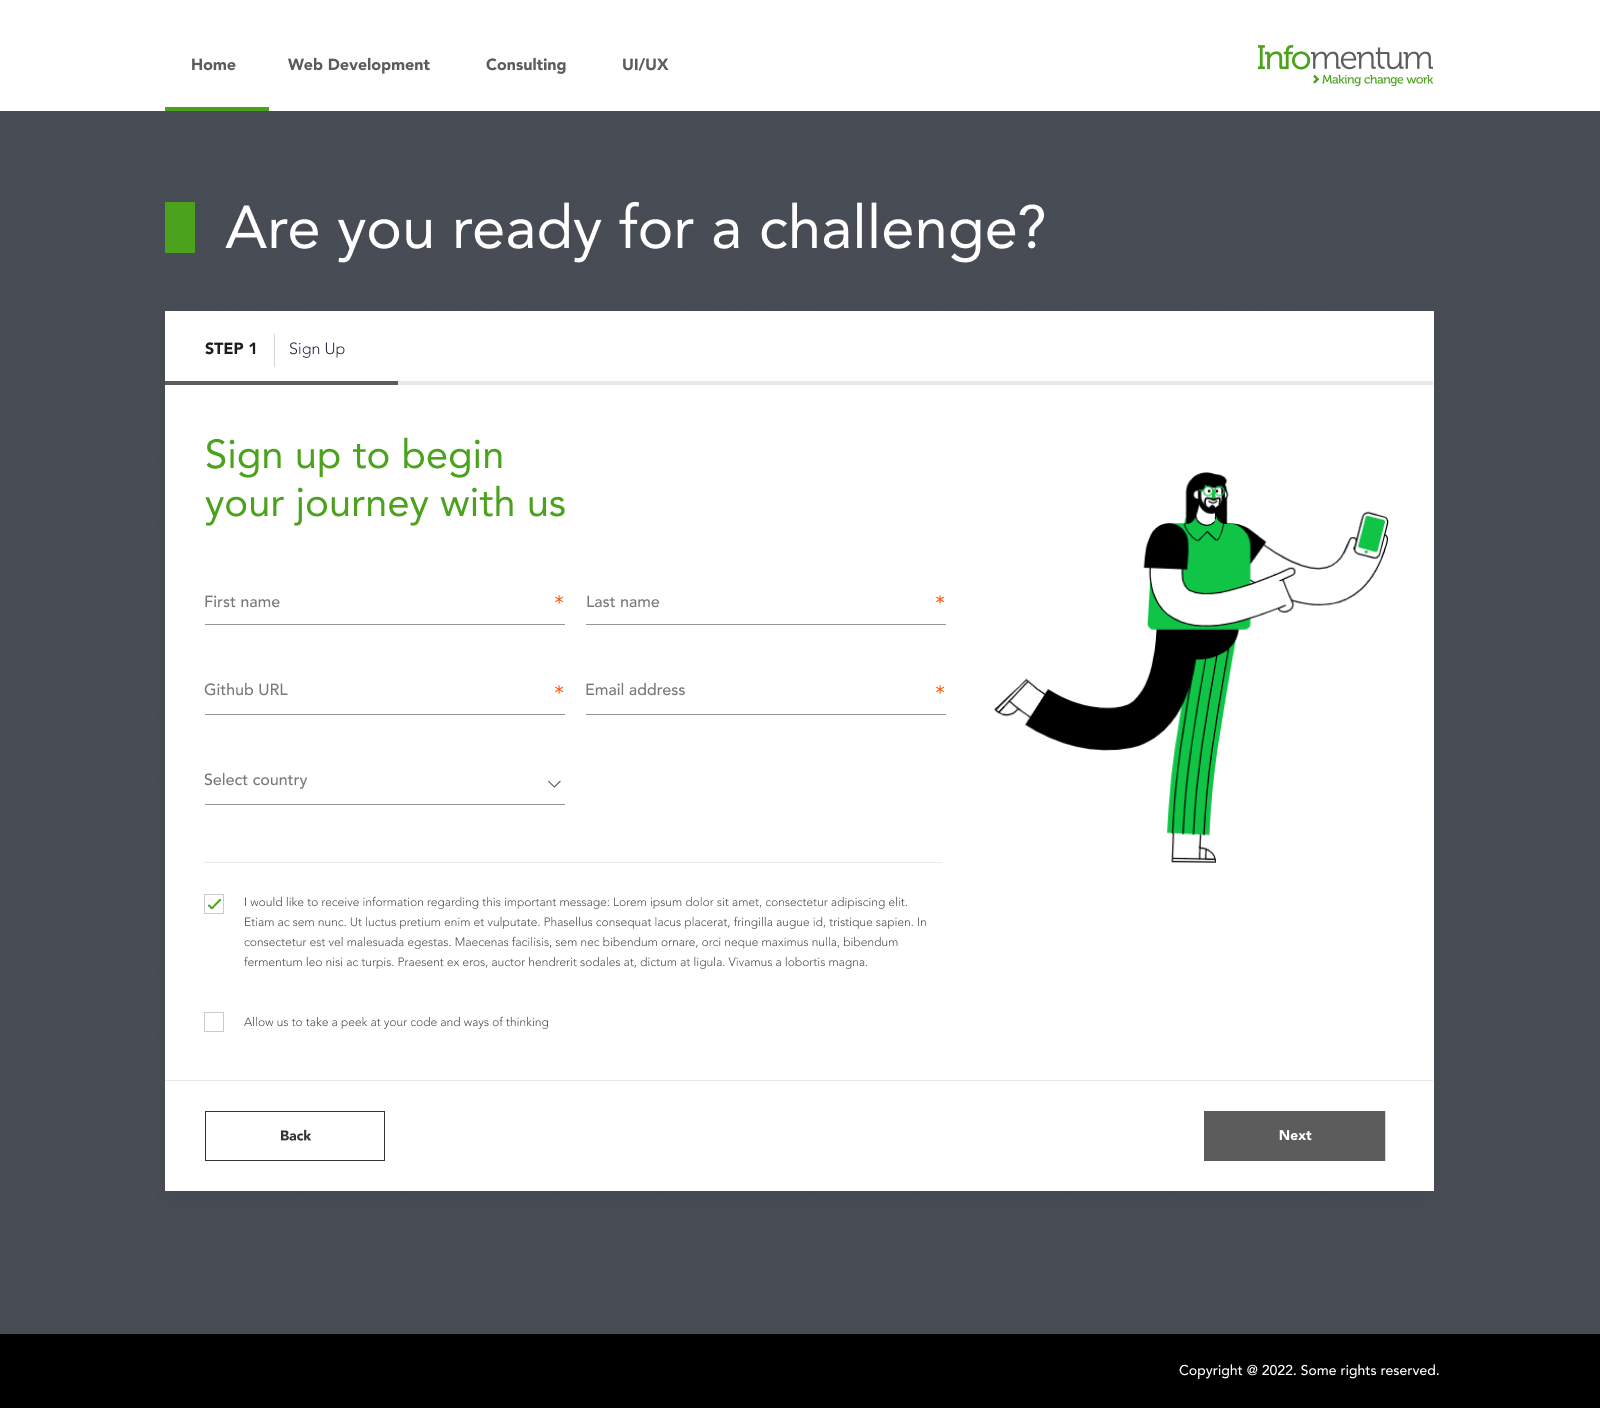 Home Web Development Consulting UI/UX
Infomentum
Making change work
Are you ready for a challenge?
STEP 1 Sign Up
Sign up to begin
your journey with us
First name * Last name *
Github URL * Email address *
Select country
I would like to receive information regarding this important message: Lorem ipsum dolor sit amet, consectetur adipiscing elit.
Etiam ac sem nunc. Ut luctus pretium enim et vulputate. Phasellus consequat lacus placerat, fringilla augue id, tristique sapien. In
consectetur est vel malesuada egestas. Maecenas facilisis, sem nec bibendum ornare, orci neque maximus nulla, bibendum
fermentum leo nisi ac turpis. Praesent ex eros, auctor hendrerit sodales at, dictum at ligula. Vivamus a lobortis magna.
Allow us to take a peek at your code and ways of thinking
Back Next
Copyright @ 2022. Some rights reserved.